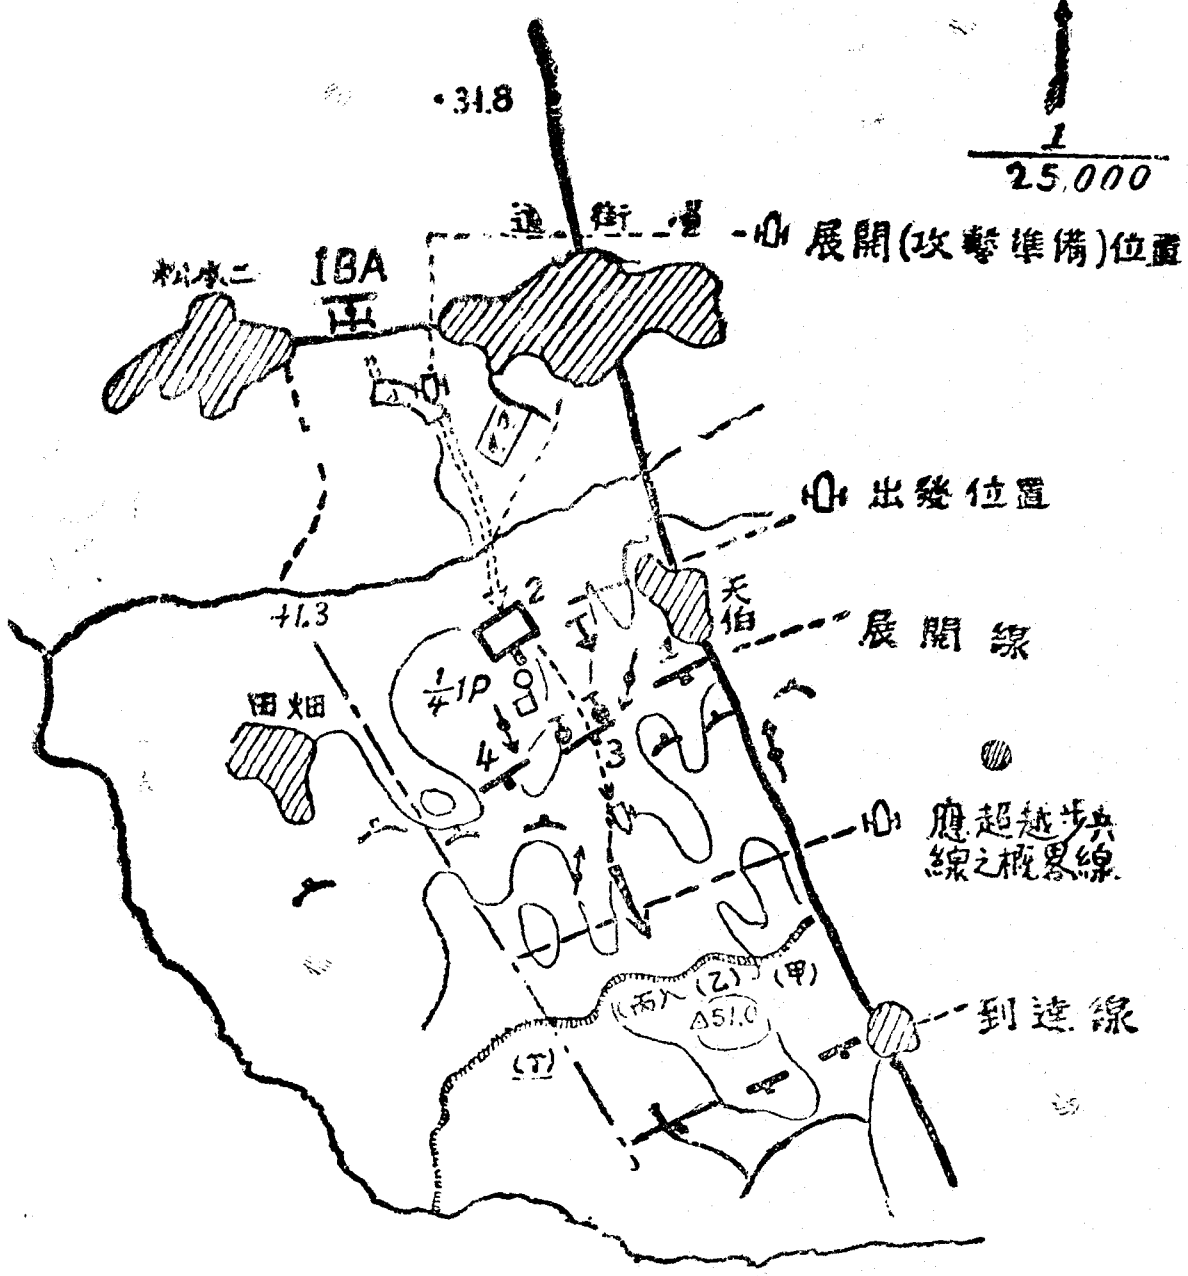 ·31.8
1
25,000
展開(攻擊準備)位置
1BA
出發位置
2
41.3
天伯
展開線
1
1/4 1P
田畑
4
3
應超越步兵
線之概畧線
(丙)
(乙)
(甲)
△51.0
(丁)
到達線